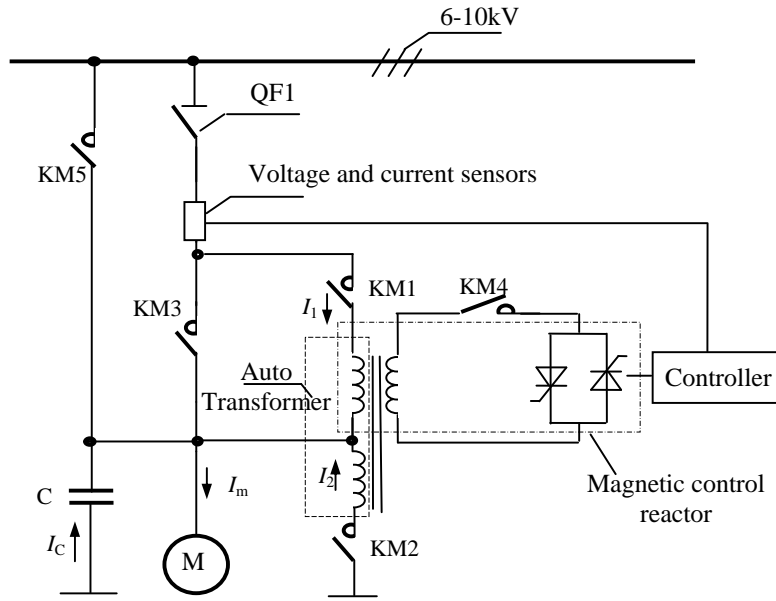 6-10kV
QF1
KM5
Voltage and current sensors
KM3
I1
KM1
KM4
Auto
Transformer
Controller
C
Im
I2
Magnetic control
reactor
IC
M
KM2